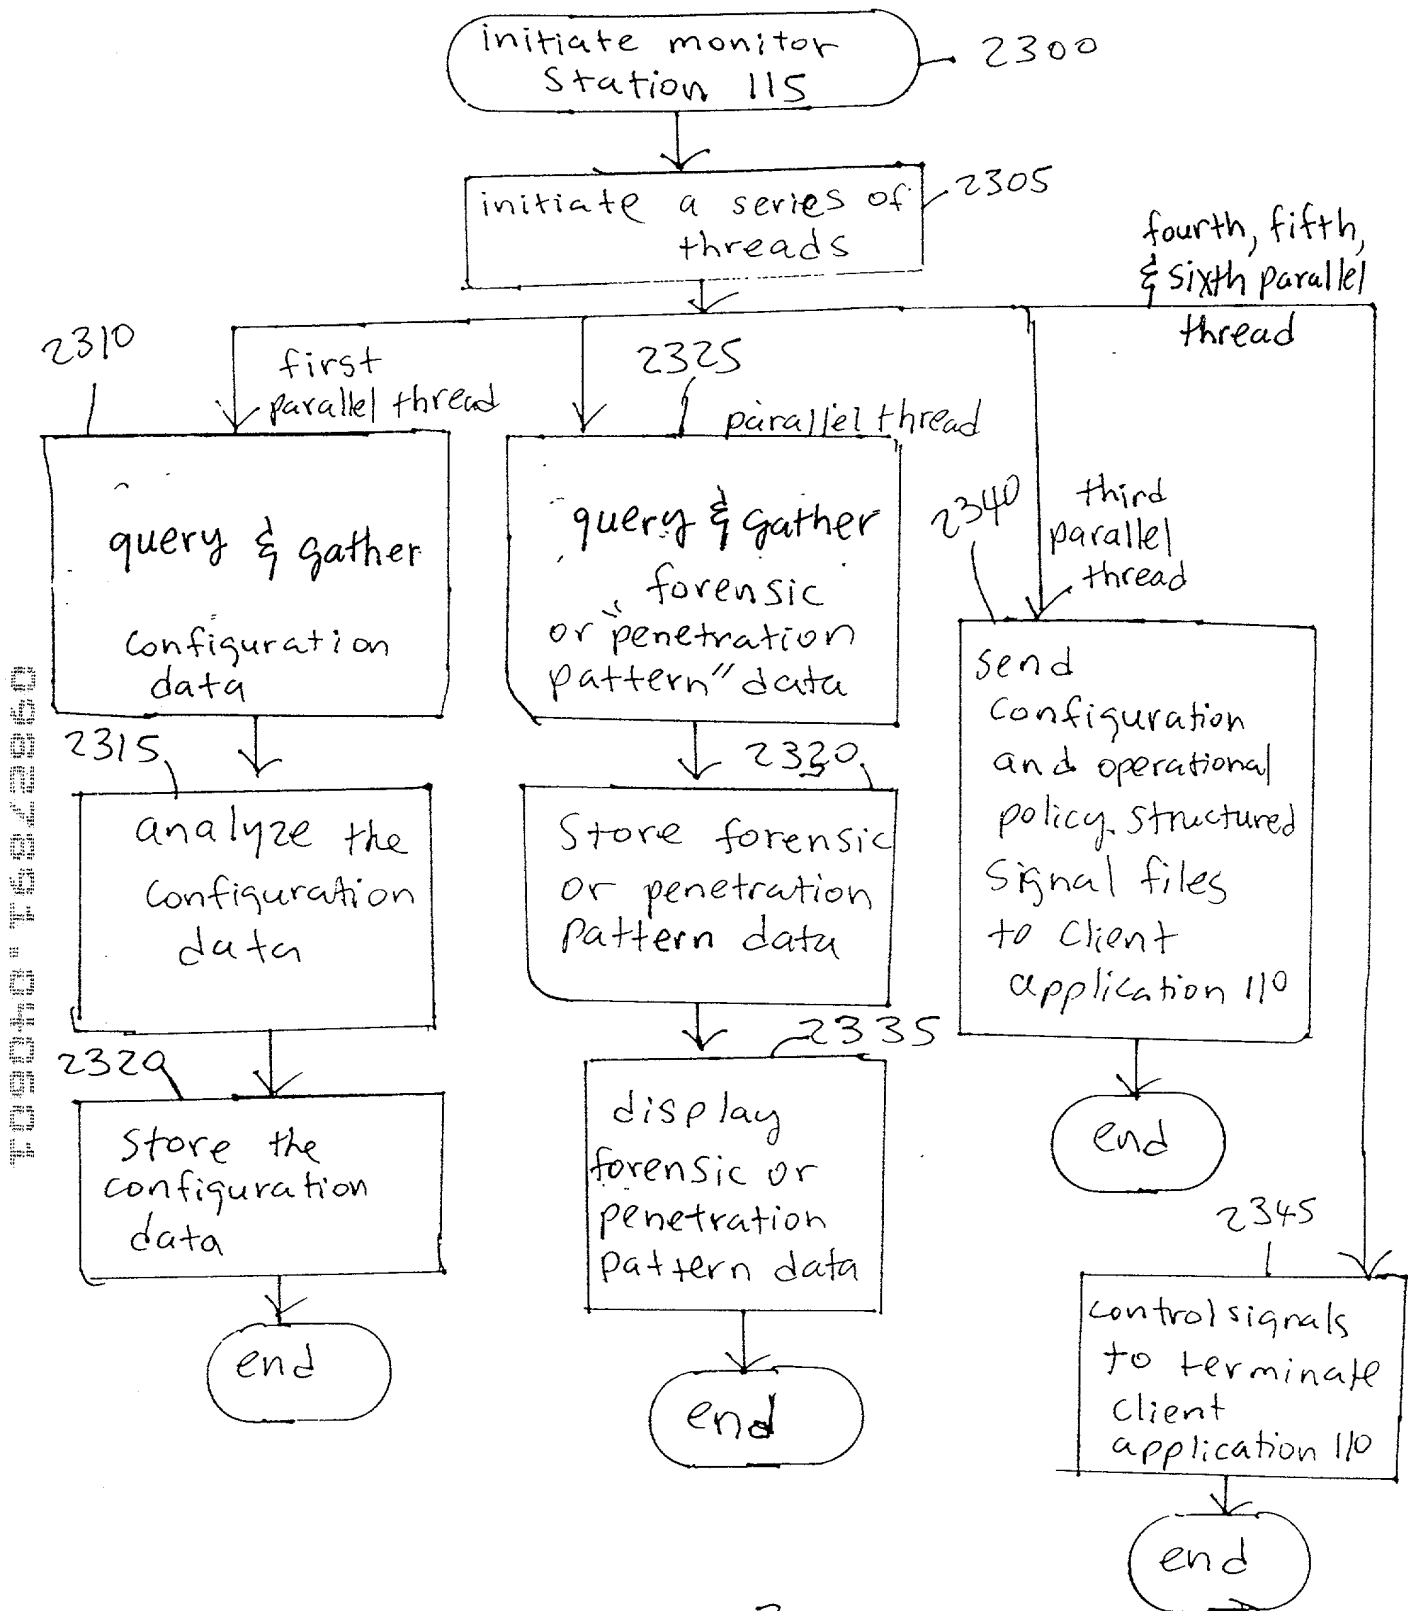 initiate monitor
Station 115
2300
initiate a series of
threads
2305
fourth, fifth,
& sixth parallel
thread
2310
first
parallel thread
2325
parallel thread
query & gather
configuration
data
query & gather
forensic
or "penetration
pattern" data
2340
third
parallel
thread
send
configuration
and operational
policy structured
signal files
to client
application 110
end
2315
analyze the
configuration
data
2330
Store forensic
or penetration
pattern data
2320
Store the
configuration
data
end
2335
display
forensic or
penetration
pattern data
end
2345
control signals
to terminate
client
application 110
end